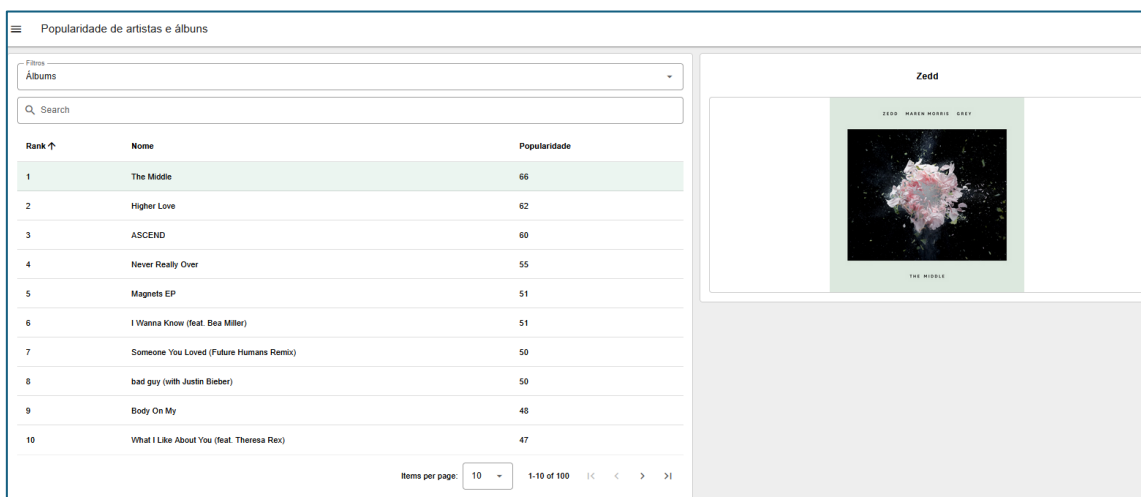 Popularidade de artistas e álbuns
Filtros
Álbums
Search
Rank Nome Popularidade
1 The Middle 66
2 Higher Love 62
3 ASCEND 60
4 Never Really Over 55
5 Magnets EP 51
6 I Wanna Know (feat. Bea Miller) 51
7 Someone You Loved (Future Humans Remix) 50
8 bad guy (with Justin Bieber) 50
9 Body On My 48
10 What I Like About You (feat. Theresa Rex) 47
Items per page: 10 1-10 of 100
Zedd
ZEDD MAREN MORRIS GREY
THE MIDDLE